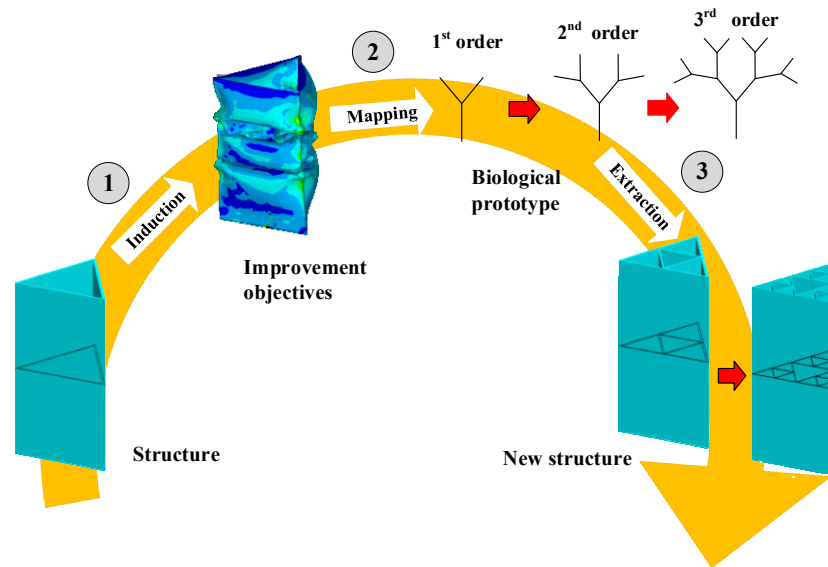 1
Induction
Structure
Improvement
objectives
2
Mapping
1st order
2nd order
3rd order
Biological
prototype
3
Extraction
New structure